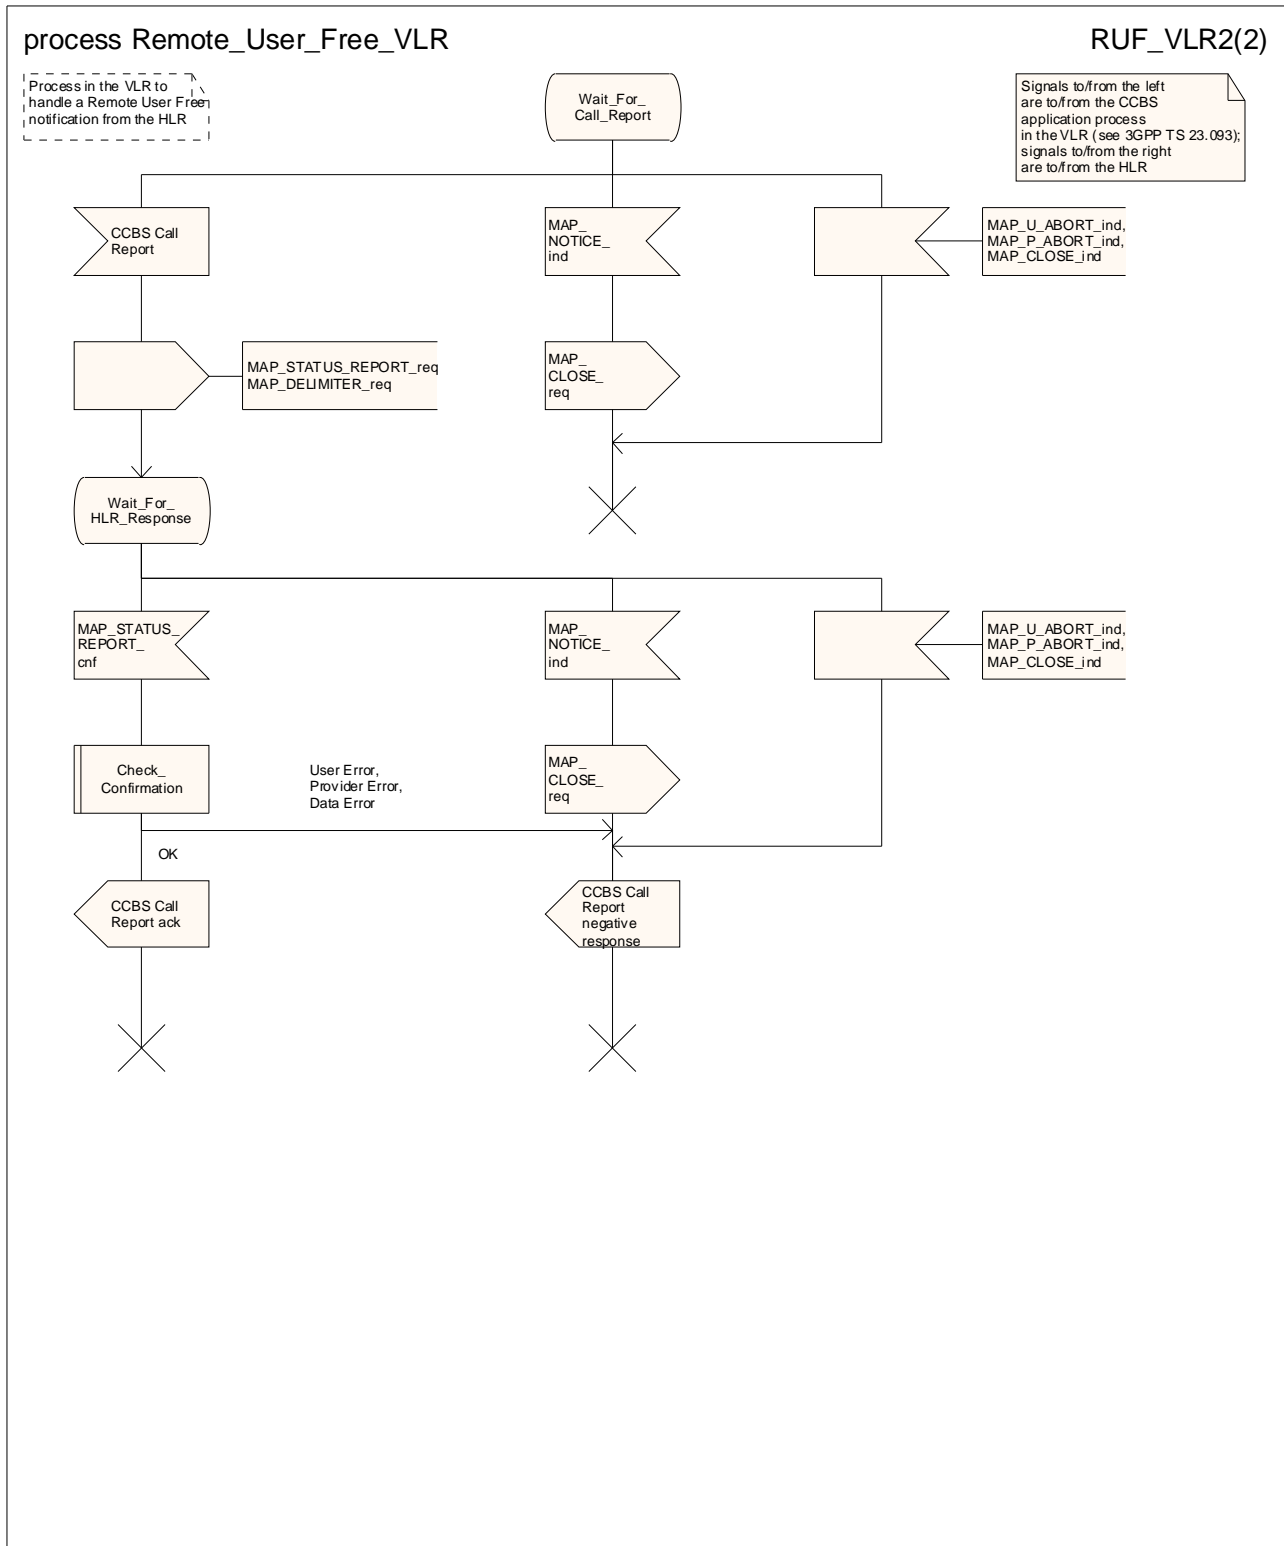 process Remote_User_Free_VLR
RUF_VLR2(2)
Process in the VLR to
handle a Remote User Free
notification from the HLR
Wait_For_
Call_Report
Signals to/from the left
are to/from the CCBS
application process
in the VLR (see 3GPP TS 23.093);
signals to/from the right
are to/from the HLR
CCBS Call
Report
MAP_
NOTICE_
ind
MAP_U_ABORT_ind,
MAP_P_ABORT_ind,
MAP_CLOSE_ind
MAP_STATUS_REPORT_req
MAP_DELIMITER_req
MAP_
CLOSE_
req
Wait_For_
HLR_Response
MAP_STATUS_
REPORT_
cnf
MAP_
NOTICE_
ind
MAP_U_ABORT_ind,
MAP_P_ABORT_ind,
MAP_CLOSE_ind
Check_
Confirmation
User Error,
Provider Error,
Data Error
MAP_
CLOSE_
req
OK
CCBS Call
Report ack
CCBS Call
Report
negative
response